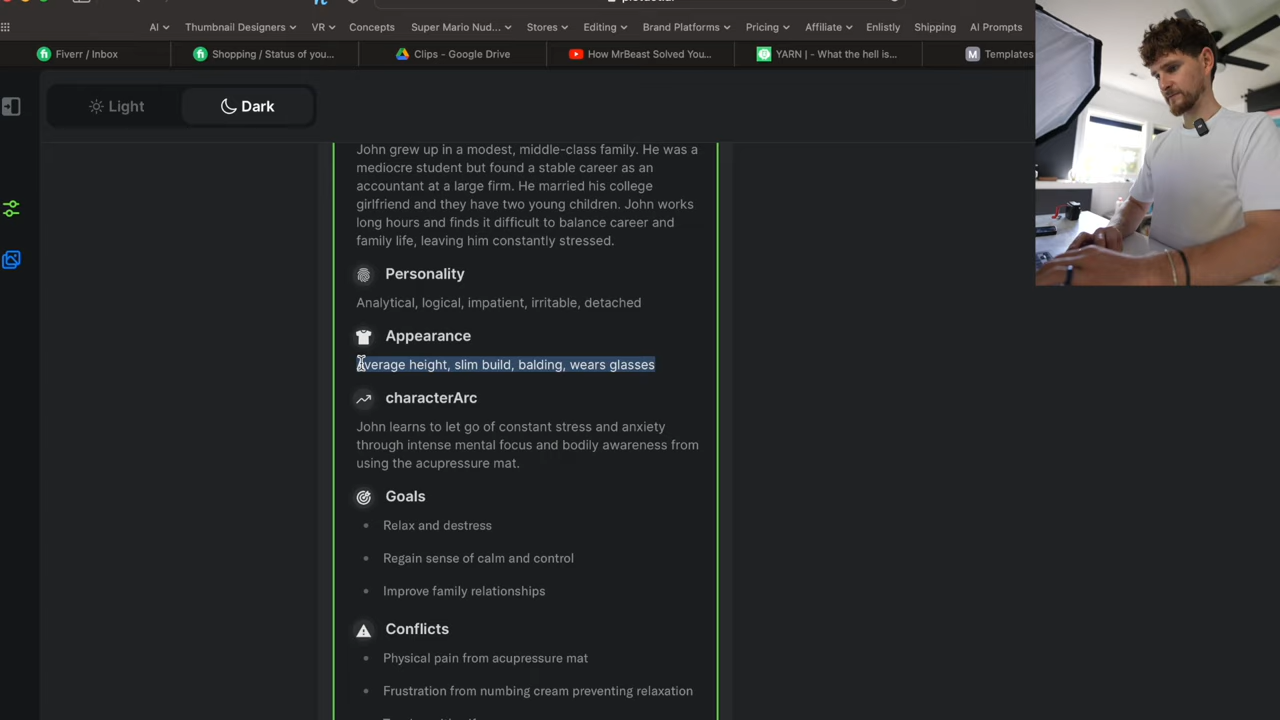 AI
Thumbnail Designers
VR
Concepts
Super Mario Nud...
Stores
Editing
Brand Platforms
Pricing
Affiliate
Enlistly
Shipping
AI Prompts
Fiverr / Inbox
Shopping / Status of you...
Clips - Google Drive
How MrBeast Solved You...
YARN | - What the hell is...
Templates
Light
Dark
John grew up in a modest, middle-class family. He was a
mediocre student but found a stable career as an
accountant at a large firm. He married his college
girlfriend and they have two young children. John works
long hours and finds it difficult to balance career and
family life, leaving him constantly stressed.
Personality
Analytical, logical, impatient, irritable, detached
Appearance
Average height, slim build, balding, wears glasses
characterArc
John learns to let go of constant stress and anxiety
through intense mental focus and bodily awareness from
using the acupressure mat.
Goals
• Relax and destress
• Regain sense of calm and control
• Improve family relationships
Conflicts
• Physical pain from acupressure mat
• Frustration from numbing cream preventing relaxation